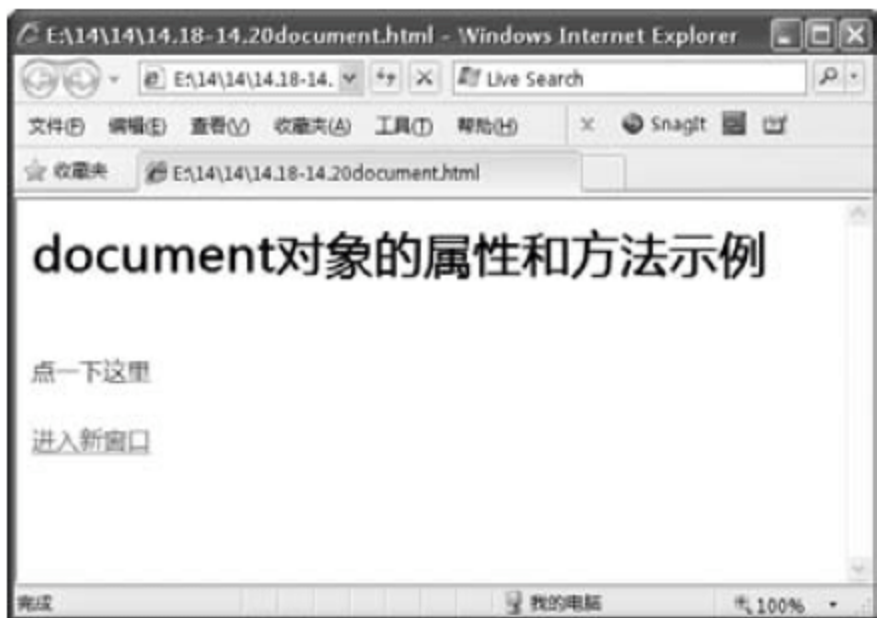 E:\14\14\14.18-14.20document.html - Windows Internet Explorer
E:\14\14\14.18-14. Live Search
文件(F) 编辑(E) 查看(V) 收藏夹(A) 工具(T) 帮助(H) × SnagIt
收藏夹 E:\14\14\14.18-14.20document.html
document对象的属性和方法示例
点一下这里
进入新窗口
完成 我的电脑 100%